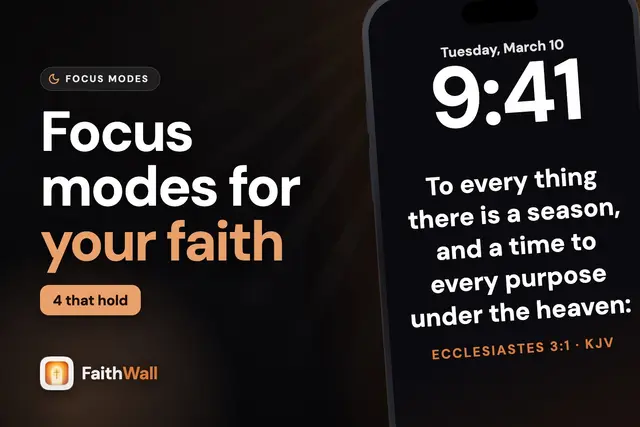 FOCUS MODES
Focus
modes for
your faith
4 that hold
FaithWall
Tuesday, March 10
9:41
To every thing
there is a season,
and a time to
every purpose
under the heaven:
ECCLESIASTES 3:1 · KJV